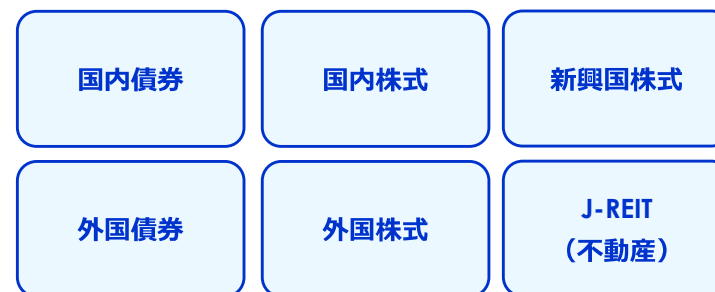 国内債券
国内株式
新興国株式
外国債券
外国株式
J-REIT
（不動産）